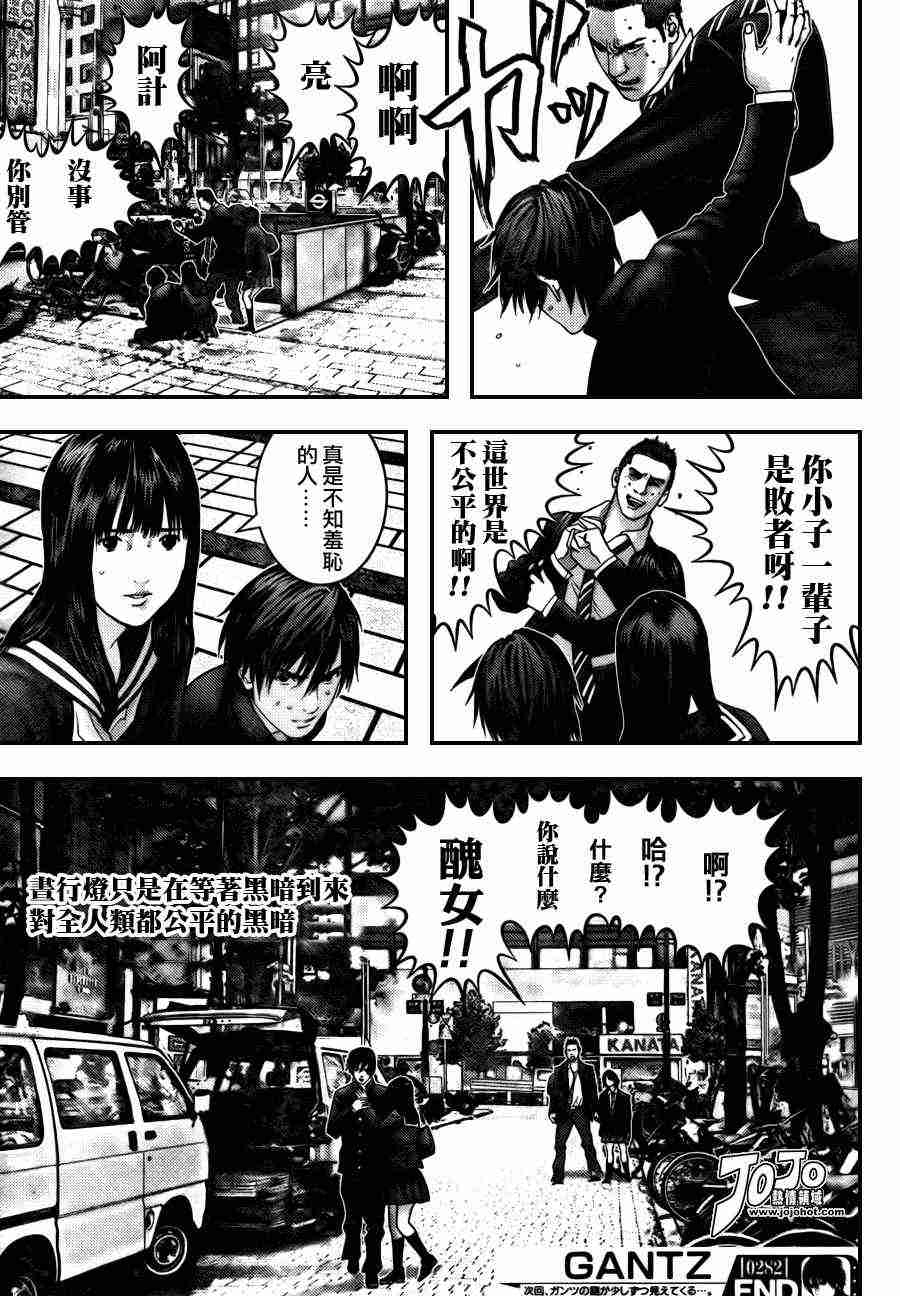 ガッ
啊啊
亮
阿計
沒事
你別管
你小子一輩子
是敗者呀!!
這世界是
不公平的啊!!
真是不知羞恥
的人……
啊!?
哈!?
什麼?
你說什麼
醜女!!
晝行燈只是在等著黑暗到來
對全人類都公平的黑暗
KANATA
KANA
JOJO
熱情領域
www.jojohot.com
GANTZ
[0282]
END
次回、ガンツの謎が少しずつ見えてくる…。